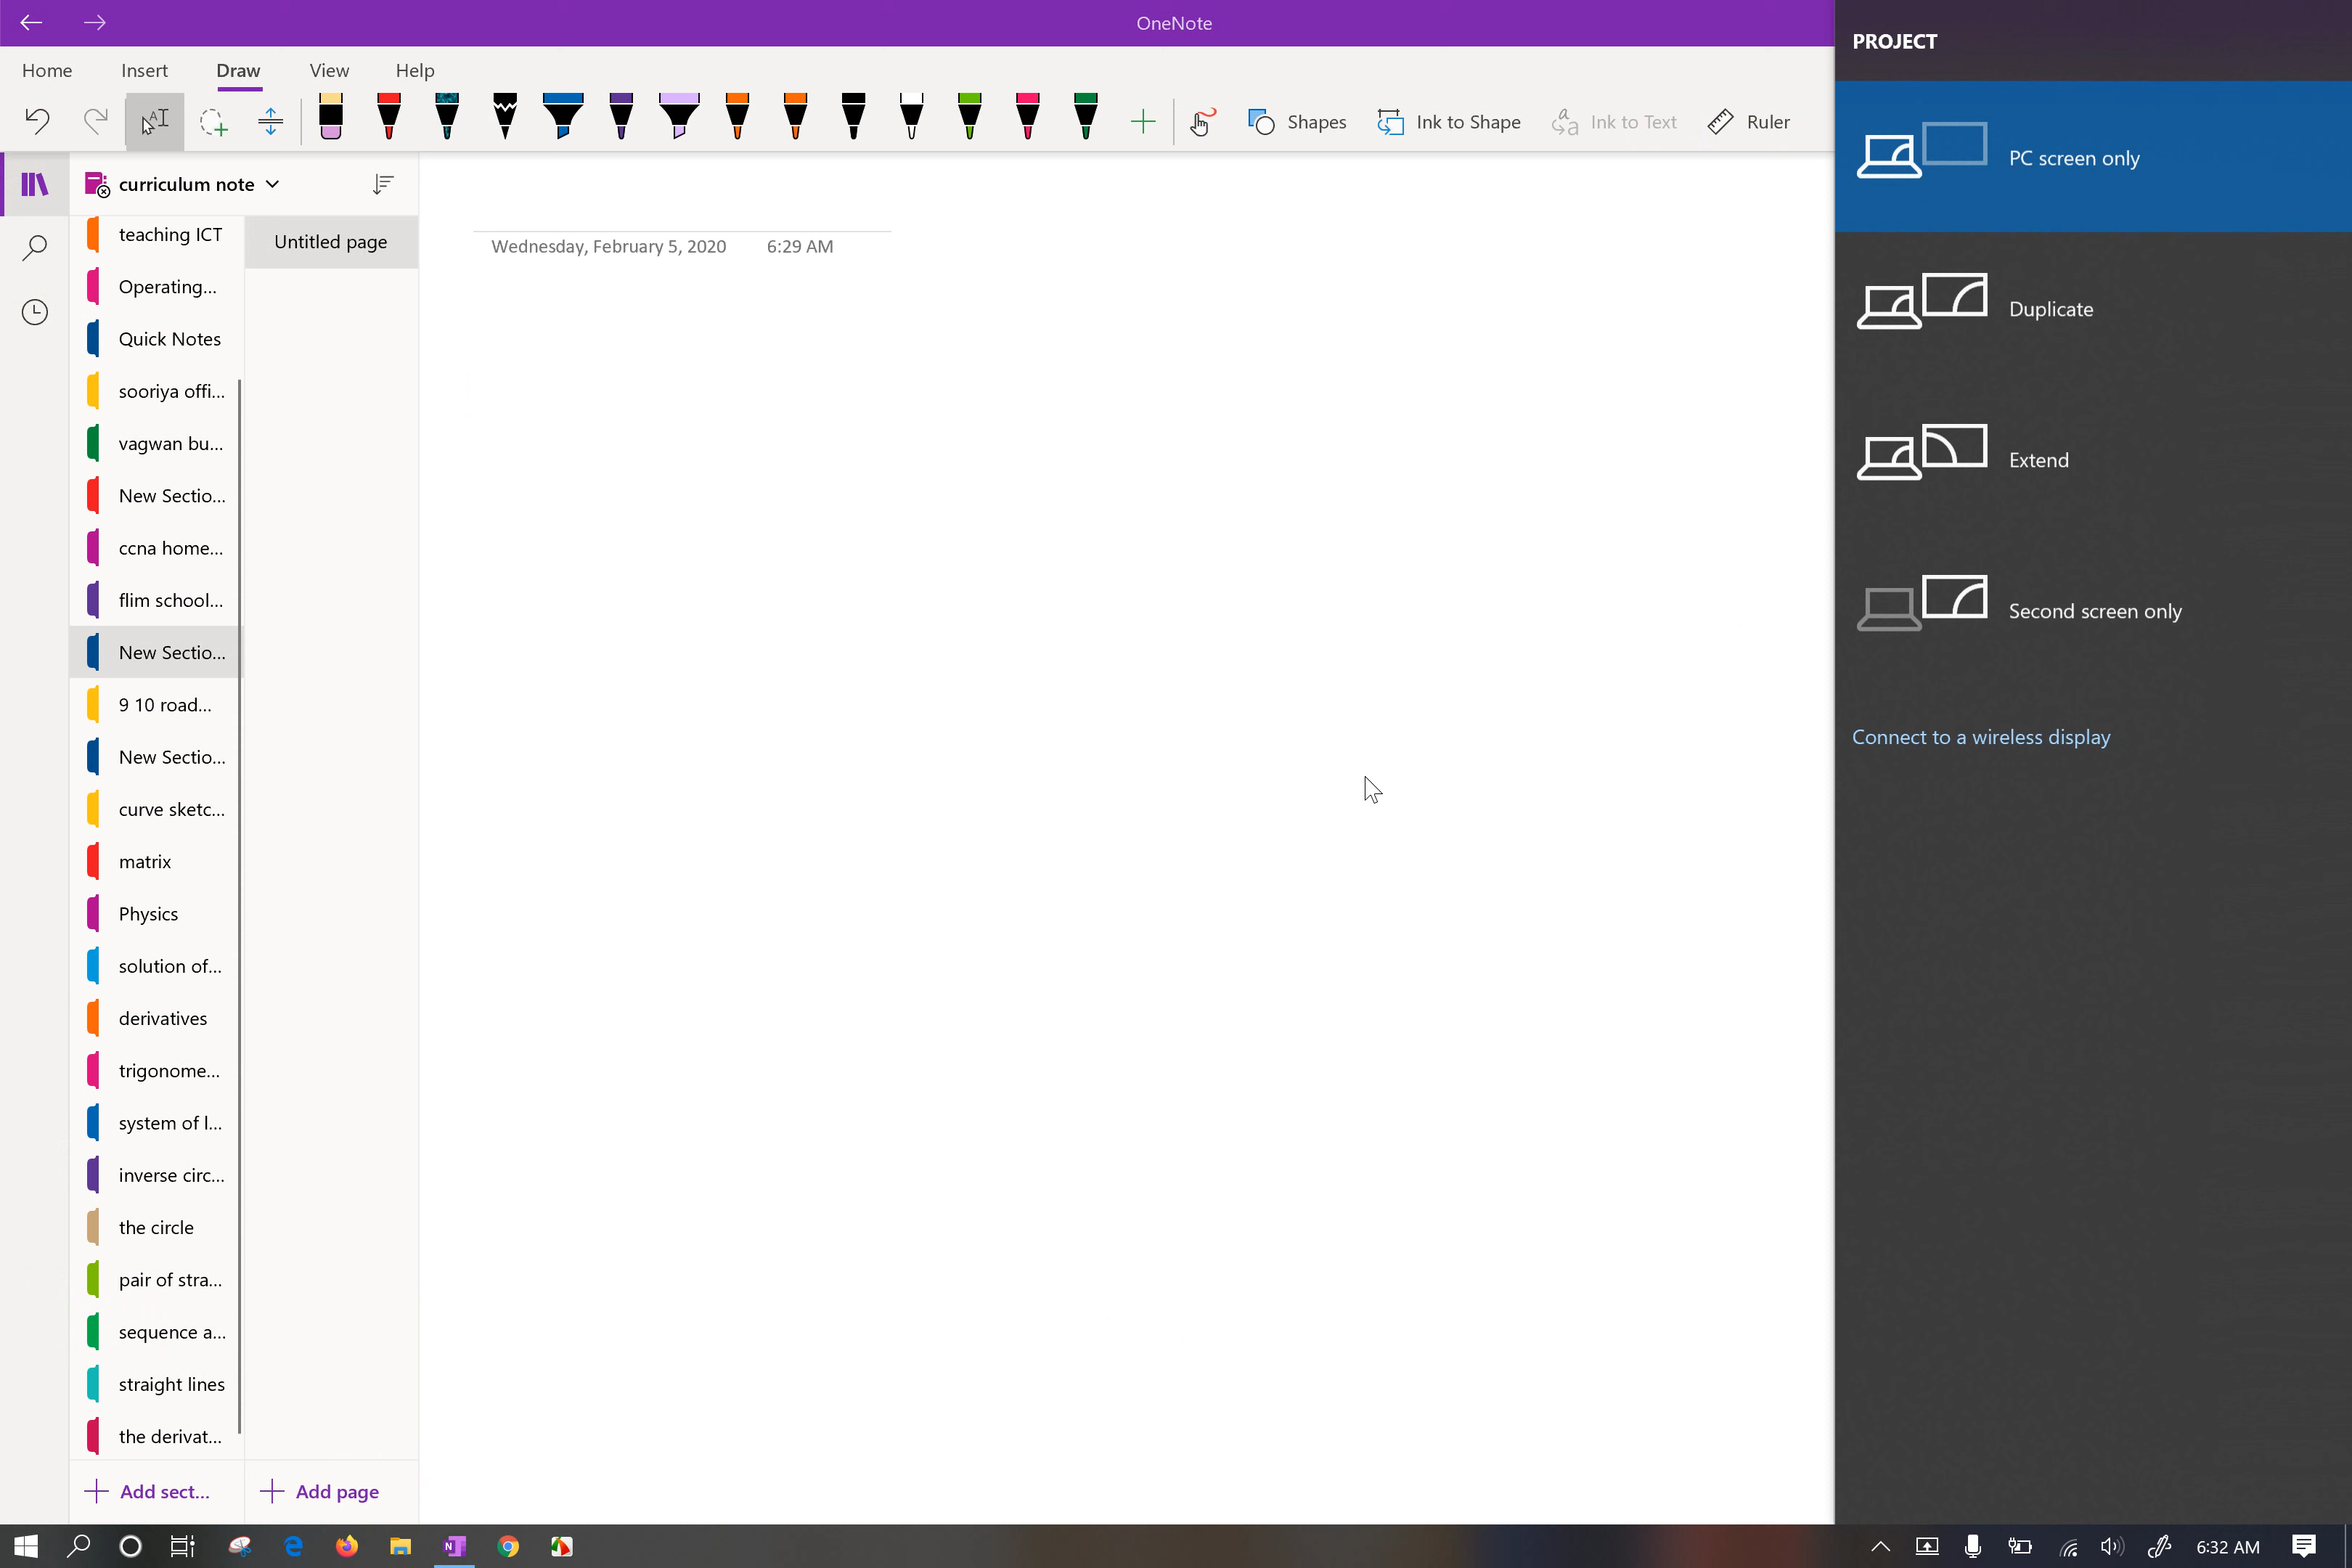 OneNote
Home Insert Draw View Help
Shapes Ink to Shape Ink to Text Ruler
curriculum note
teaching ICT
Operating...
Quick Notes
sooriya offi...
vagwan bu...
New Sectio...
ccna home...
flim school...
New Sectio...
9 10 road...
New Sectio...
curve sketc...
matrix
Physics
solution of...
derivatives
trigonome...
system of l...
inverse circ...
the circle
pair of stra...
sequence a...
straight lines
the derivat...
Add sect...
Untitled page
Add page
Wednesday, February 5, 2020 6:29 AM
PROJECT
PC screen only
Duplicate
Extend
Second screen only
Connect to a wireless display
6:32 AM